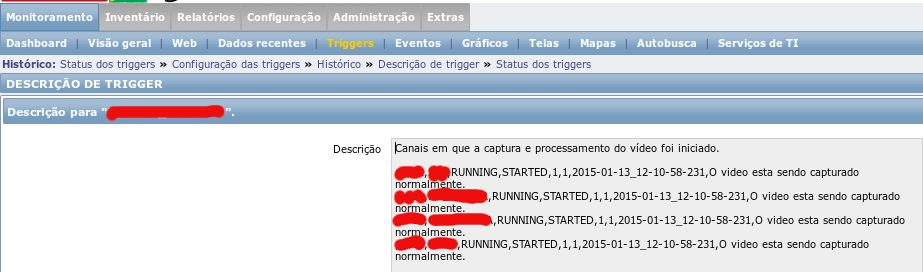 Monitoramento Inventário Relatórios Configuração Administração Extras
Dashboard | Visão geral | Web | Dados recentes | Triggers | Eventos | Gráficos | Telas | Mapas | Autobusca | Serviços de TI
Histórico: Status dos triggers » Configuração das triggers » Histórico » Descrição de trigger » Status dos triggers
DESCRIÇÃO DE TRIGGER
Descrição para " ".
Descrição
Canais em que a captura e processamento do vídeo foi iniciado.
, RUNNING,STARTED,1,1,2015-01-13_12-10-58-231,O video esta sendo capturado
normalmente.
,RUNNING,STARTED,1,1,2015-01-13_12-10-58-231,O video esta sendo capturado
normalmente.
,RUNNING,STARTED,1,1,2015-01-13_12-10-58-231,O video esta sendo capturado
normalmente.
, ,RUNNING,STARTED,1,1,2015-01-13_12-10-58-231,O video esta sendo capturado
normalmente.